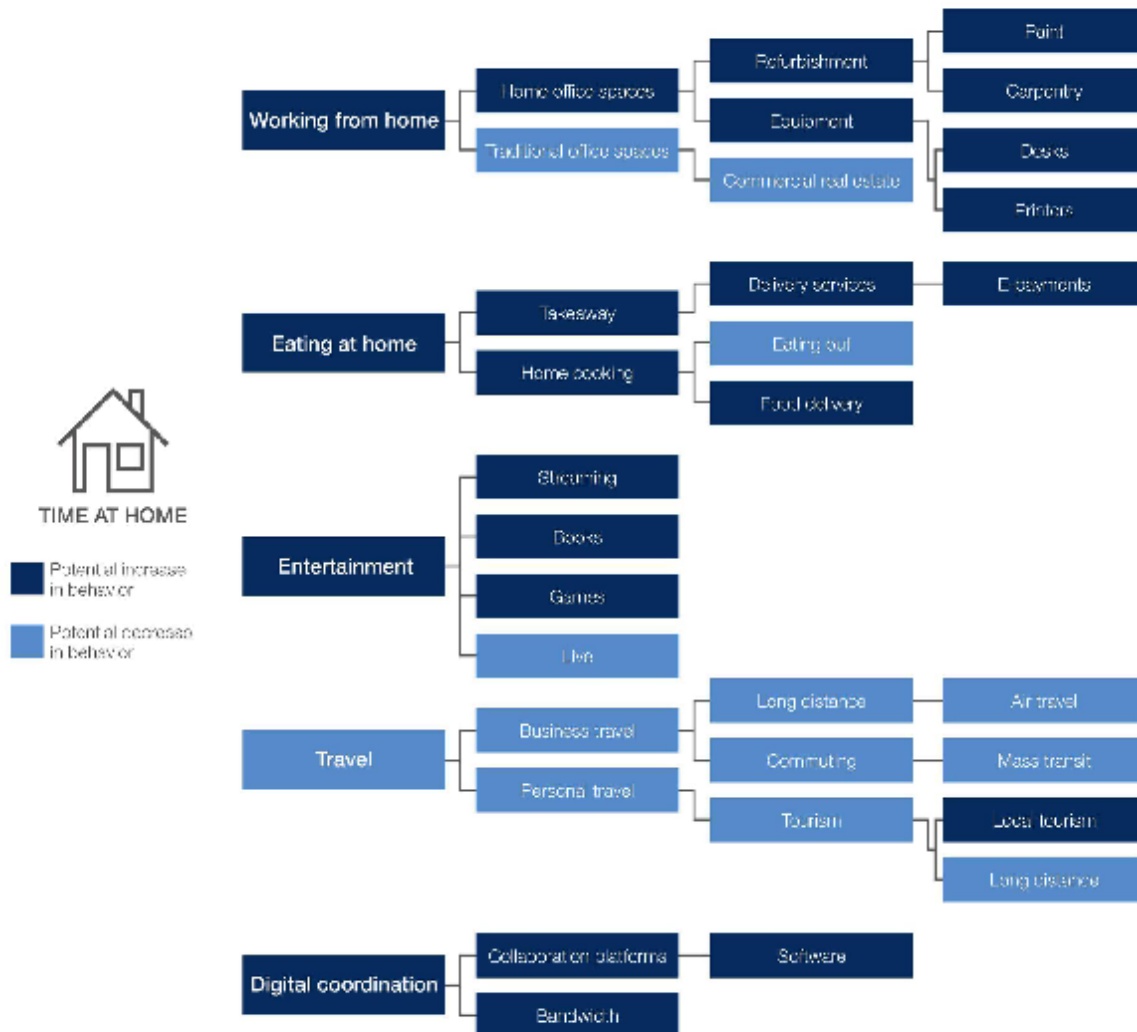 Paint
Refurbishment
Home office spaces
Carpentry
Working from home
Equipment
Traditional office spaces
Desks
Commercial real estate
Printers
Delivery services
E-payments
Takeaway
Eating at home
Eating out
Home cooking
Food delivery
Streaming
TIME AT HOME
Books
Entertainment
Potential increase
in behavior
Games
Potential decrease
in behavior
Live
Long distance
Air travel
Business travel
Travel
Commuting
Mass transit
Personal travel
Tourism
Local tourism
Long distance
Collaboration platforms
Software
Digital coordination
Bandwidth